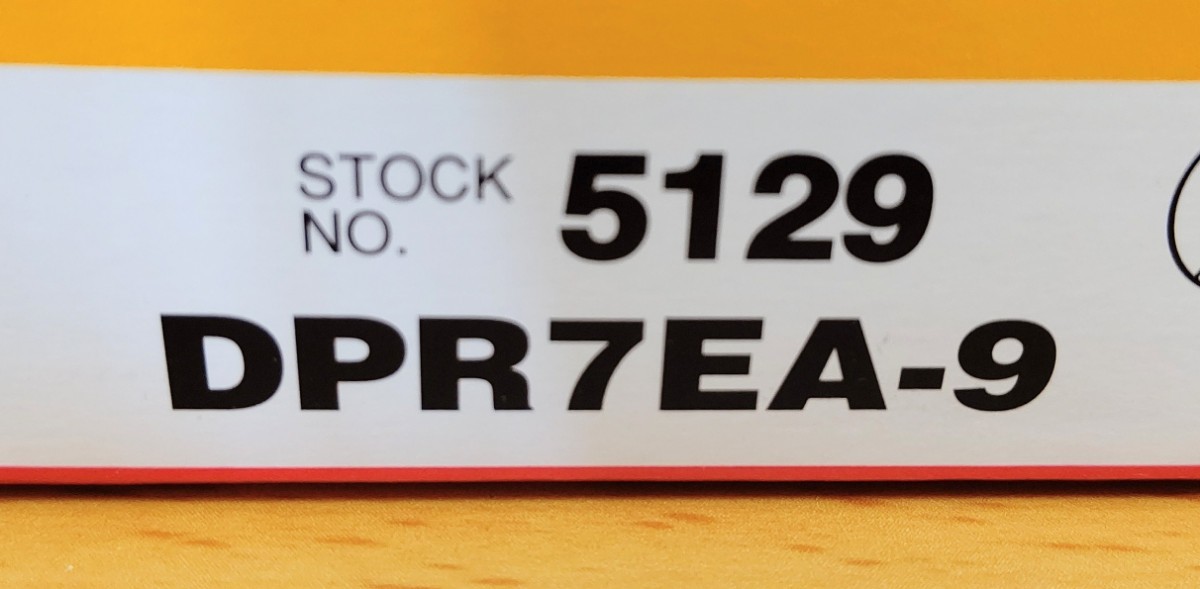 STOCK NO. 5129
DPR7EA-9